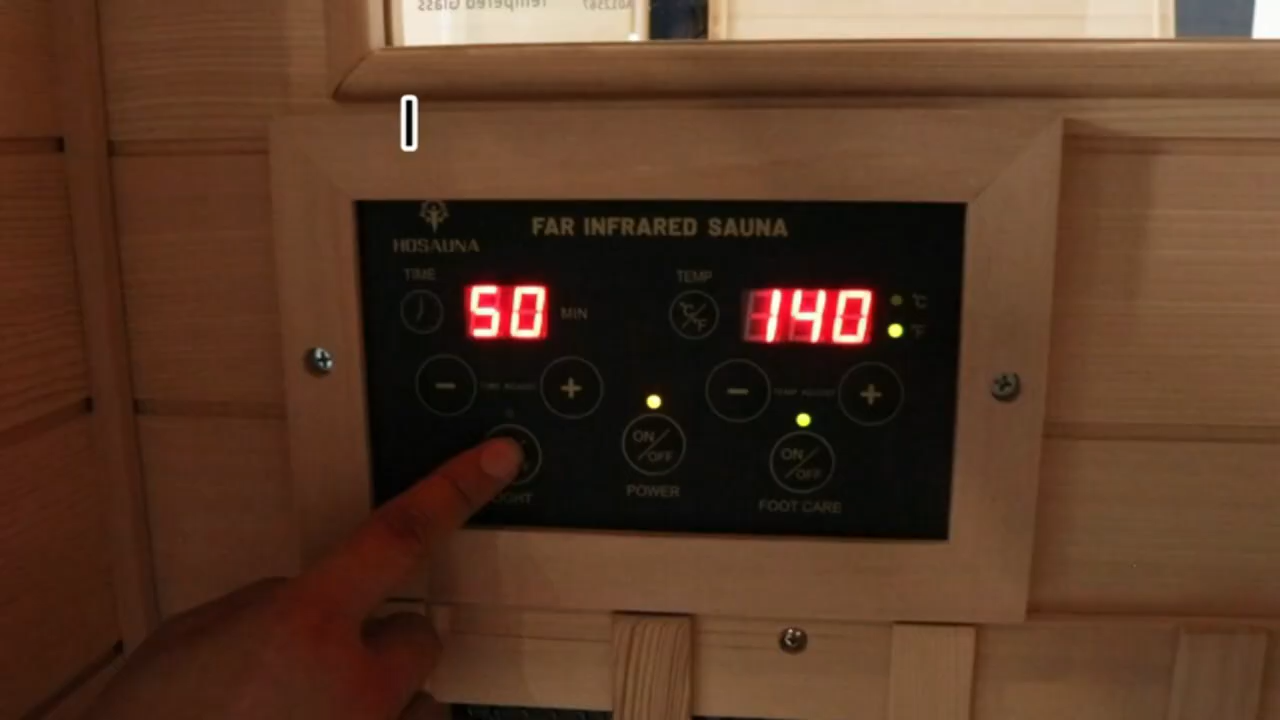 Tempered Glass
I
FAR INFRARED SAUNA
HOSAUNA
TIME
TEMP
50 MIN
140
°C
°F
°C/°F
- TIME ADJUST +
- TEMP ADJUST +
ON/OFF
ON/OFF
POWER
FOOT CARE